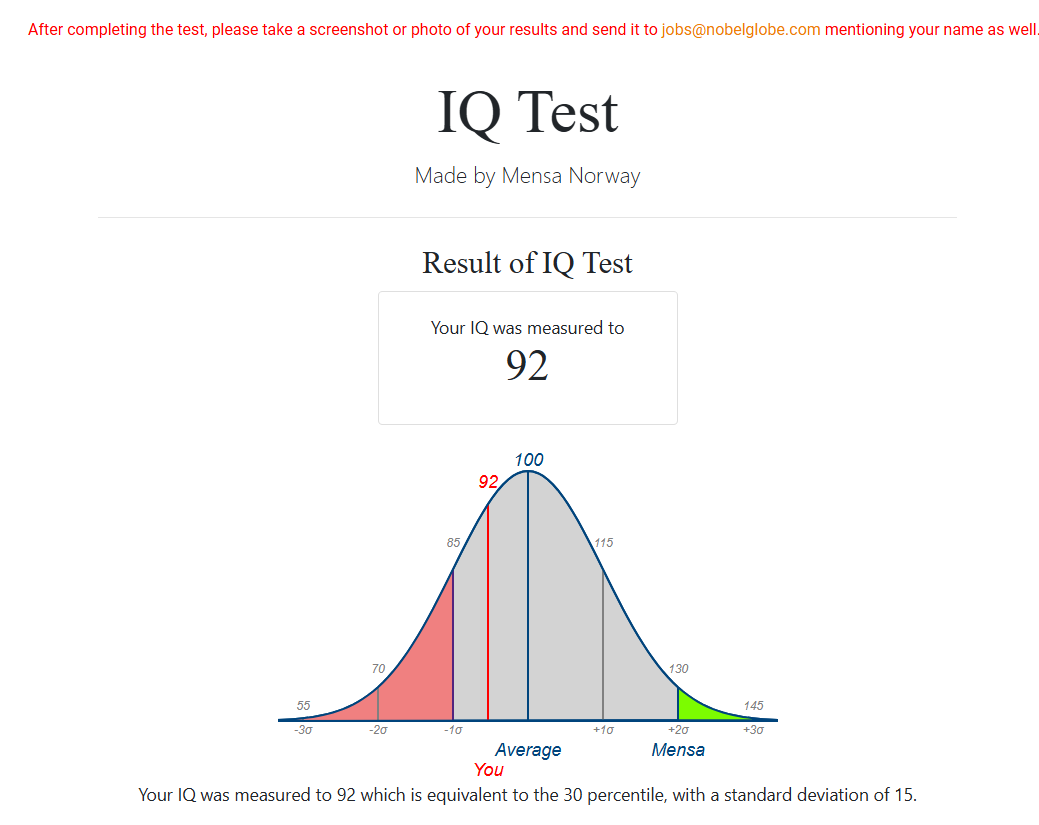 After completing the test, please take a screenshot or photo of your results and send it to jobs@nobelglobe.com mentioning your name as well.
IQ Test
Made by Mensa Norway
Result of IQ Test
Your IQ was measured to
92
100
92
85
115
70
130
55
145
-3σ -2σ -1σ +1σ +2σ +3σ
Average Mensa
You
Your IQ was measured to 92 which is equivalent to the 30 percentile, with a standard deviation of 15.